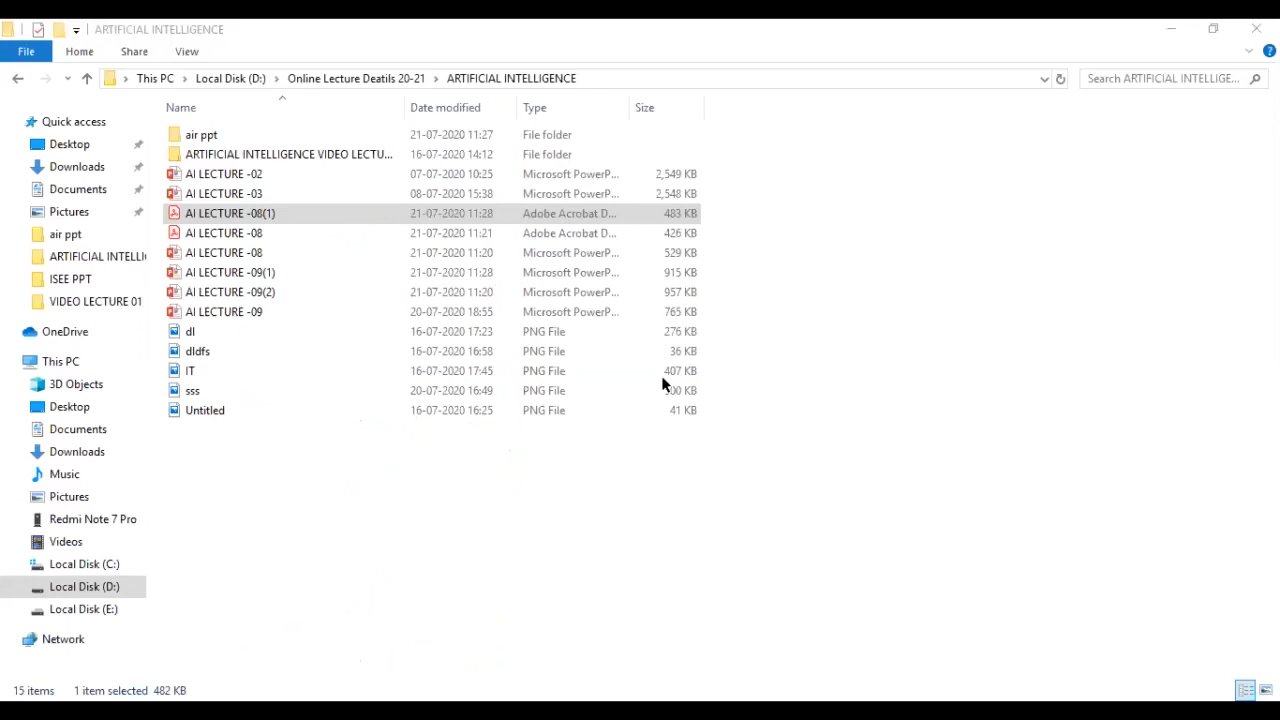 ARTIFICIAL INTELLIGENCE
File Home Share View
This PC Local Disk (D:) Online Lecture Deatils 20-21 ARTIFICIAL INTELLIGENCE Search ARTIFICIAL INTELLIGE...
Name Date modified Type Size
Quick access
Desktop
Downloads
Documents
Pictures
air ppt
ARTIFICIAL INTELLI
ISEE PPT
VIDEO LECTURE 01
OneDrive
This PC
3D Objects
Desktop
Documents
Downloads
Music
Pictures
Redmi Note 7 Pro
Videos
Local Disk (C:)
Local Disk (D:)
Local Disk (E:)
Network
air ppt 21-07-2020 11:27 File folder
ARTIFICIAL INTELLIGENCE VIDEO LECTU... 16-07-2020 14:12 File folder
AI LECTURE -02 07-07-2020 10:25 Microsoft PowerP... 2,549 KB
AI LECTURE -03 08-07-2020 15:38 Microsoft PowerP... 2,548 KB
AI LECTURE -08(1) 21-07-2020 11:28 Adobe Acrobat D... 483 KB
AI LECTURE -08 21-07-2020 11:21 Adobe Acrobat D... 426 KB
AI LECTURE -08 21-07-2020 11:20 Microsoft PowerP... 529 KB
AI LECTURE -09(1) 21-07-2020 11:28 Microsoft PowerP... 915 KB
AI LECTURE -09(2) 21-07-2020 11:20 Microsoft PowerP... 957 KB
AI LECTURE -09 20-07-2020 18:55 Microsoft PowerP... 765 KB
dl 16-07-2020 17:23 PNG File 276 KB
dldfs 16-07-2020 16:58 PNG File 36 KB
IT 16-07-2020 17:45 PNG File 407 KB
sss 20-07-2020 16:49 PNG File KB
Untitled 16-07-2020 16:25 PNG File 41 KB
15 items 1 item selected 482 KB